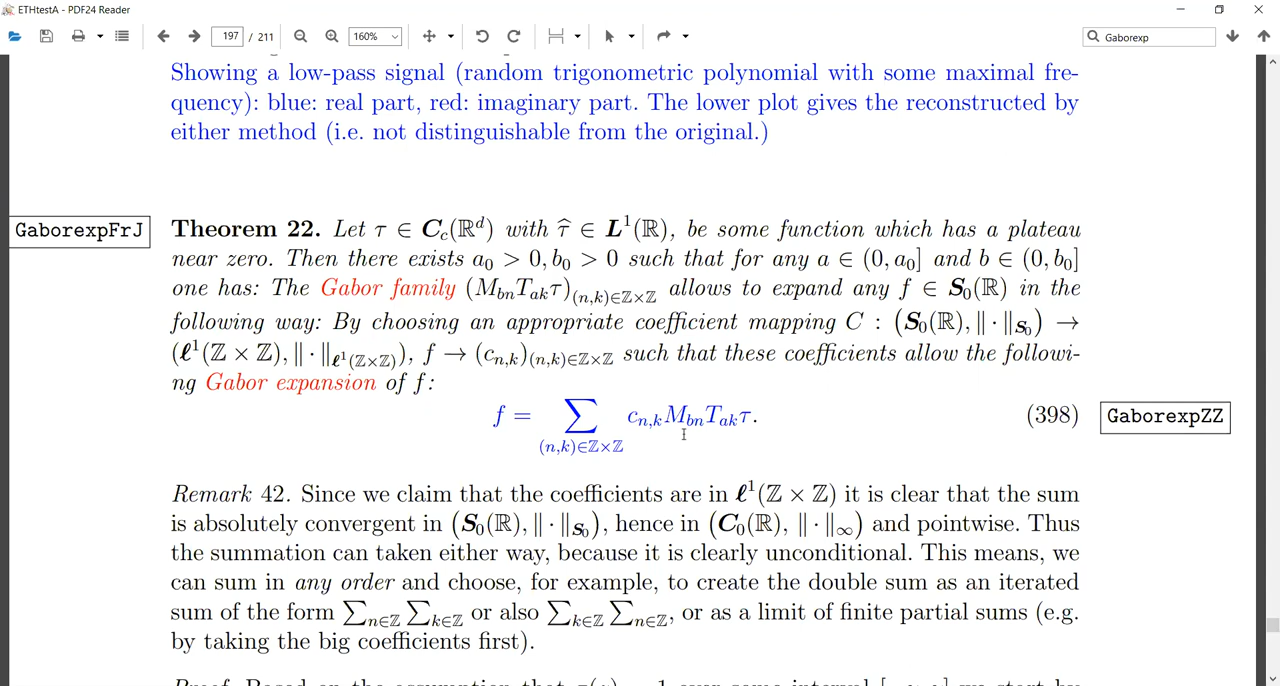 ETHtestA - PDF24 Reader
197 / 211 160% Gaborexp
Showing a low-pass signal (random trigonometric polynomial with some maximal fre-
quency): blue: real part, red: imaginary part. The lower plot gives the reconstructed by
either method (i.e. not distinguishable from the original.)
GaborexpFrJ
Theorem 22. Let τ ∈ C_c(ℝ^d) with τ̂ ∈ L^1(ℝ), be some function which has a plateau
near zero. Then there exists a_0 > 0, b_0 > 0 such that for any a ∈ (0, a_0] and b ∈ (0, b_0]
one has: The Gabor family (M_{bn}T_{ak}τ)_{(n,k)∈ℤ×ℤ} allows to expand any f ∈ S_0(ℝ) in the
following way: By choosing an appropriate coefficient mapping C : (S_0(ℝ), ‖·‖_{S_0}) →
(ℓ^1(ℤ × ℤ), ‖·‖_{ℓ^1(ℤ×ℤ)}), f → (c_{n,k})_{(n,k)∈ℤ×ℤ} such that these coefficients allow the followi-
ng Gabor expansion of f:
f = ∑_{(n,k)∈ℤ×ℤ} c_{n,k}M_{bn}T_{ak}τ. (398) GaborexpZZ
Remark 42. Since we claim that the coefficients are in ℓ^1(ℤ × ℤ) it is clear that the sum
is absolutely convergent in (S_0(ℝ), ‖·‖_{S_0}), hence in (C_0(ℝ), ‖·‖_∞) and pointwise. Thus
the summation can taken either way, because it is clearly unconditional. This means, we
can sum in any order and choose, for example, to create the double sum as an iterated
sum of the form ∑_{n∈ℤ} ∑_{k∈ℤ} or also ∑_{k∈ℤ} ∑_{n∈ℤ}, or as a limit of finite partial sums (e.g.
by taking the big coefficients first).